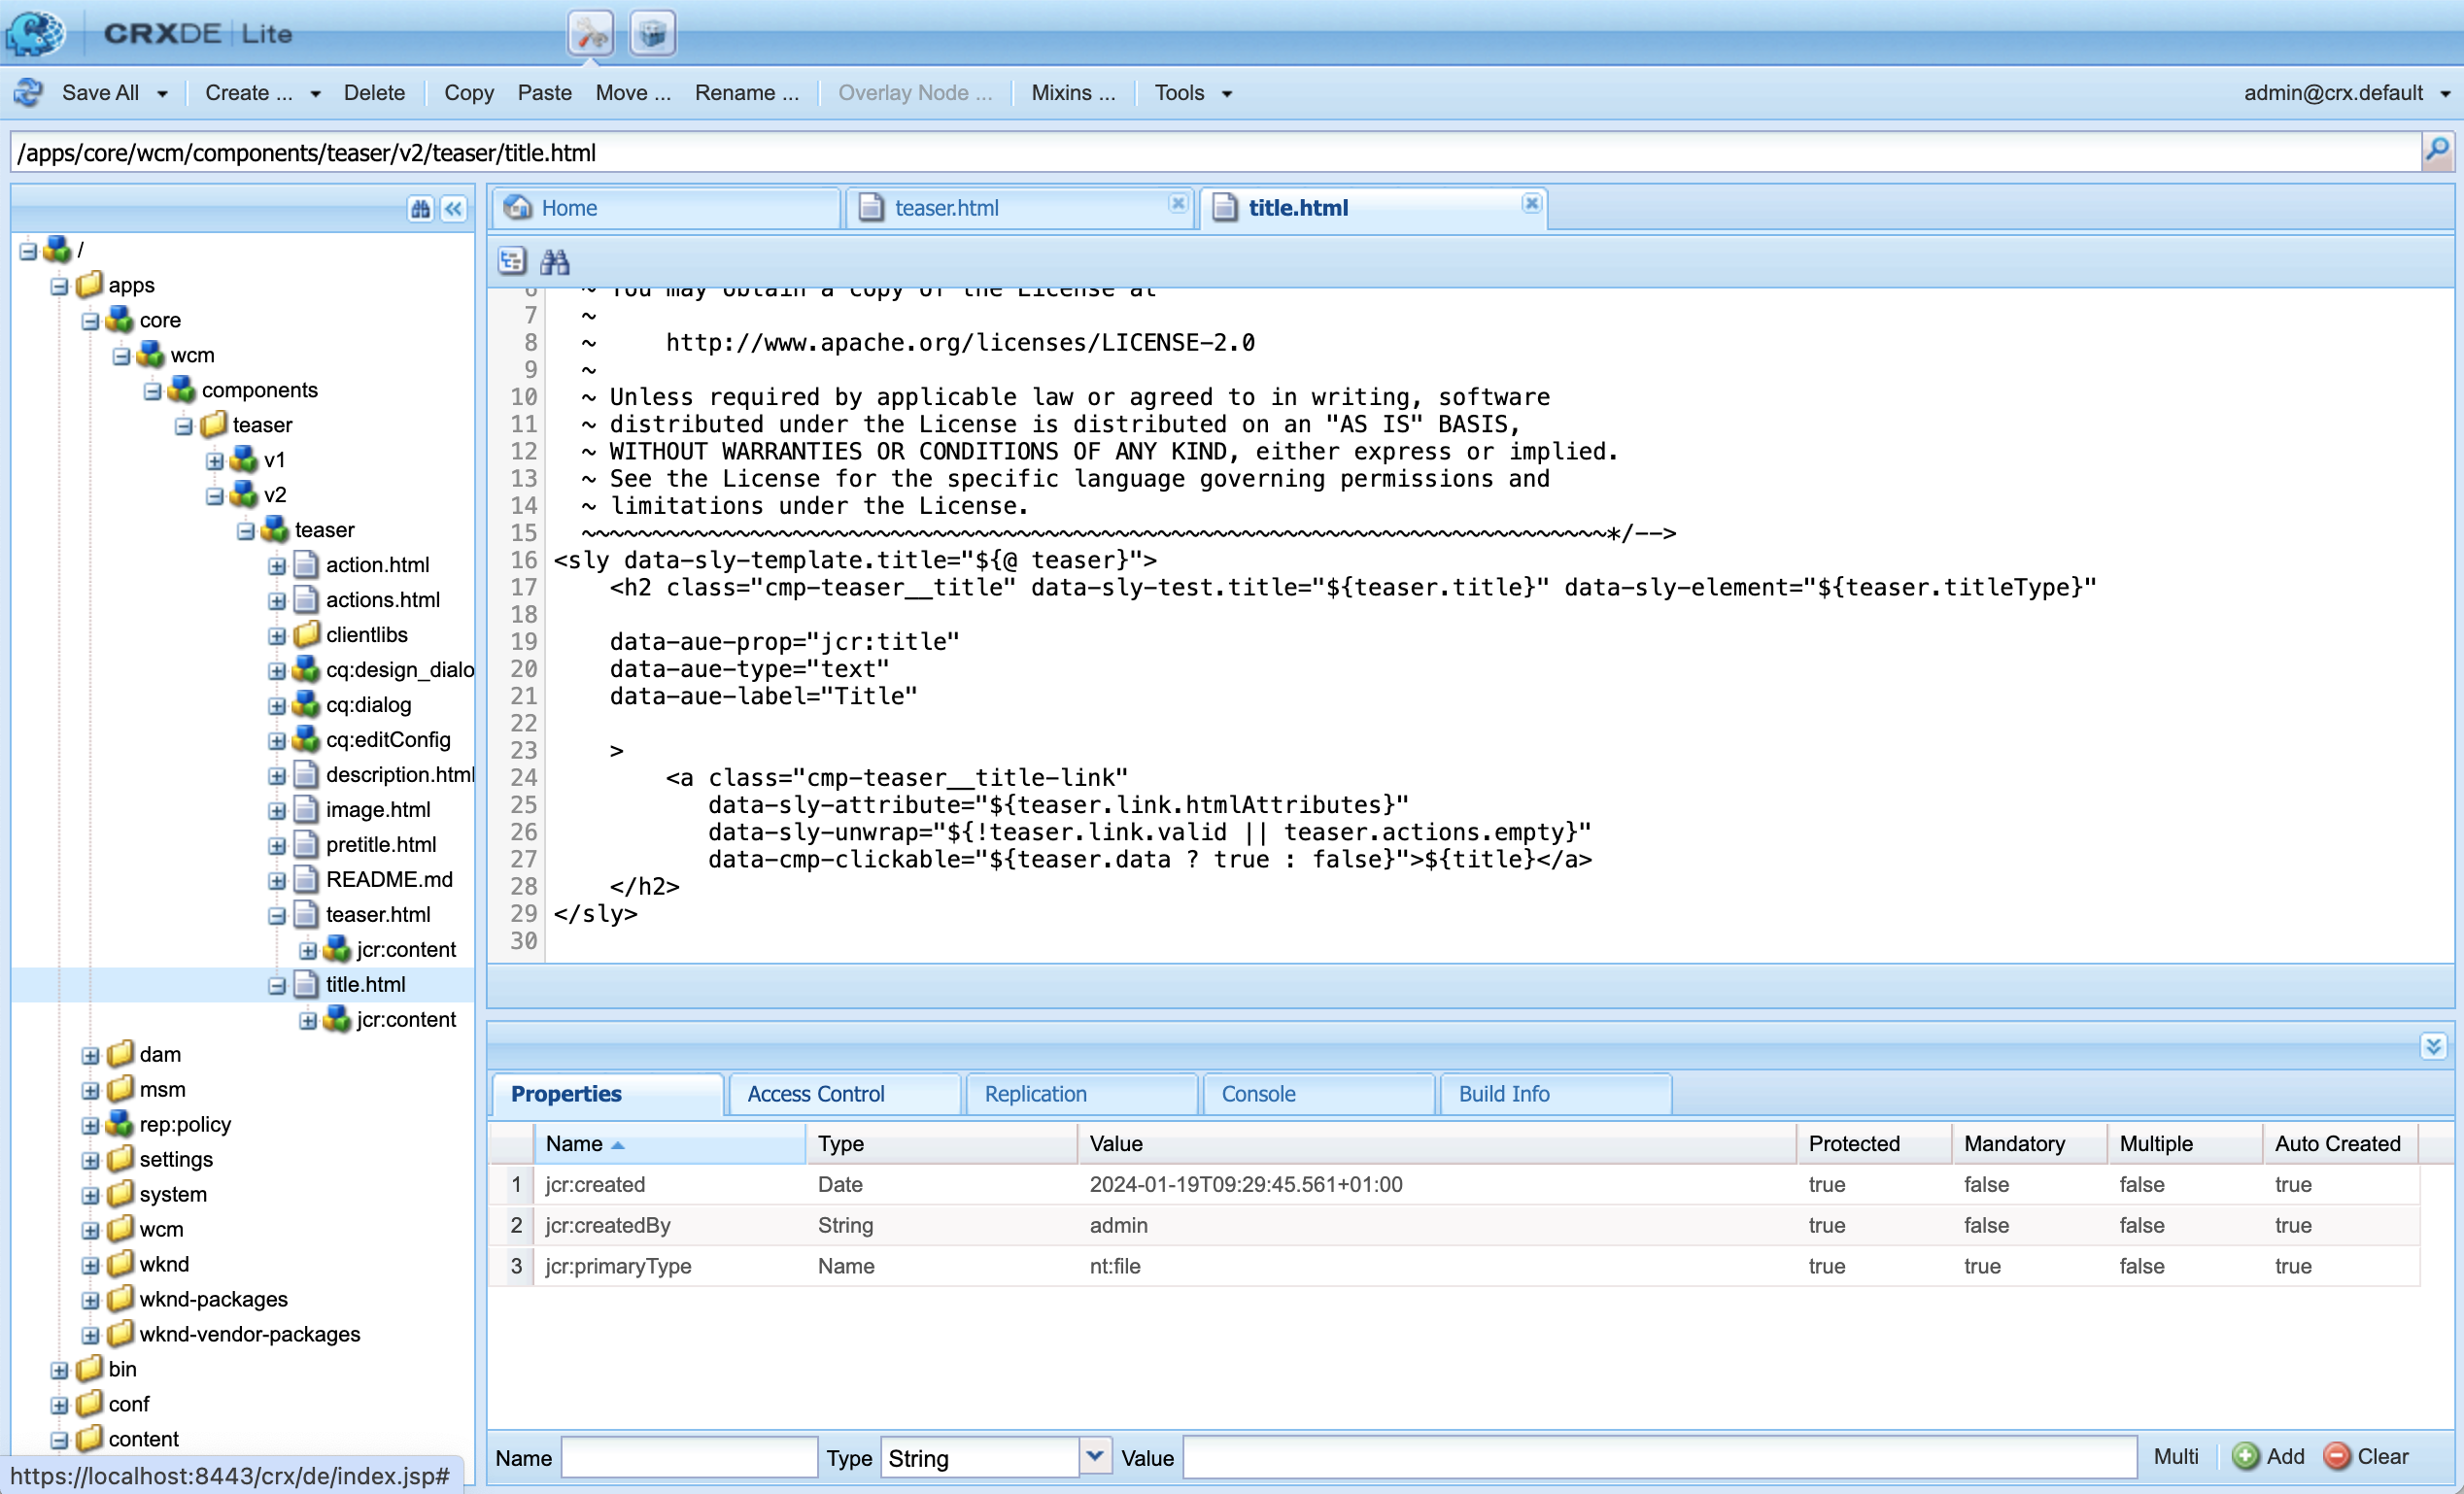 CRXDE | Lite
Save All Create ... Delete Copy Paste Move ... Rename ... Overlay Node ... Mixins ... Tools admin@crx.default
/apps/core/wcm/components/teaser/v2/teaser/title.html
/
apps
core
wcm
components
teaser
v1
v2
teaser
action.html
actions.html
clientlibs
cq:design_dialo
cq:dialog
cq:editConfig
description.html
image.html
pretitle.html
README.md
teaser.html
jcr:content
title.html
jcr:content
dam
msm
rep:policy
settings
system
wcm
wknd
wknd-packages
wknd-vendor-packages
bin
conf
content
https://localhost:8443/crx/de/index.jsp#
Home teaser.html title.html
6 ~ You may obtain a copy of the License at
7 ~
8 ~ http://www.apache.org/licenses/LICENSE-2.0
9 ~
10 ~ Unless required by applicable law or agreed to in writing, software
11 ~ distributed under the License is distributed on an "AS IS" BASIS,
12 ~ WITHOUT WARRANTIES OR CONDITIONS OF ANY KIND, either express or implied.
13 ~ See the License for the specific language governing permissions and
14 ~ limitations under the License.
15 ~~~~~~~~~~~~~~~~~~~~~~~~~~~~~~~~~~~~~~~~~~~~~~~~~~~~~~~~~~~~~~~~~~~~~~~~~*/-->
16 <sly data-sly-template.title="${@ teaser}">
17 <h2 class="cmp-teaser__title" data-sly-test.title="${teaser.title}" data-sly-element="${teaser.titleType}"
18
19 data-aue-prop="jcr:title"
20 data-aue-type="text"
21 data-aue-label="Title"
22
23 >
24 <a class="cmp-teaser__title-link"
25 data-sly-attribute="${teaser.link.htmlAttributes}"
26 data-sly-unwrap="${!teaser.link.valid || teaser.actions.empty}"
27 data-cmp-clickable="${teaser.data ? true : false}">${title}</a>
28 </h2>
29 </sly>
30
Properties Access Control Replication Console Build Info
Name Type Value Protected Mandatory Multiple Auto Created
1 jcr:created Date 2024-01-19T09:29:45.561+01:00 true false false true
2 jcr:createdBy String admin true false false true
3 jcr:primaryType Name nt:file true true false true
Name Type String Value Multi Add Clear